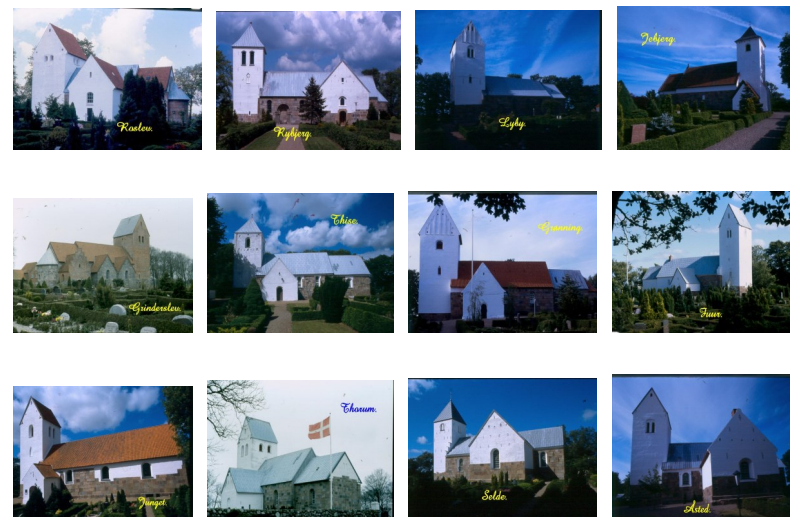 Roslev.
Rybjerg.
Lyby.
Jebjerg.
Grinderslev.
Thise.
Grønning.
Fuur.
Junget.
Thorum.
Selde.
Åsted.